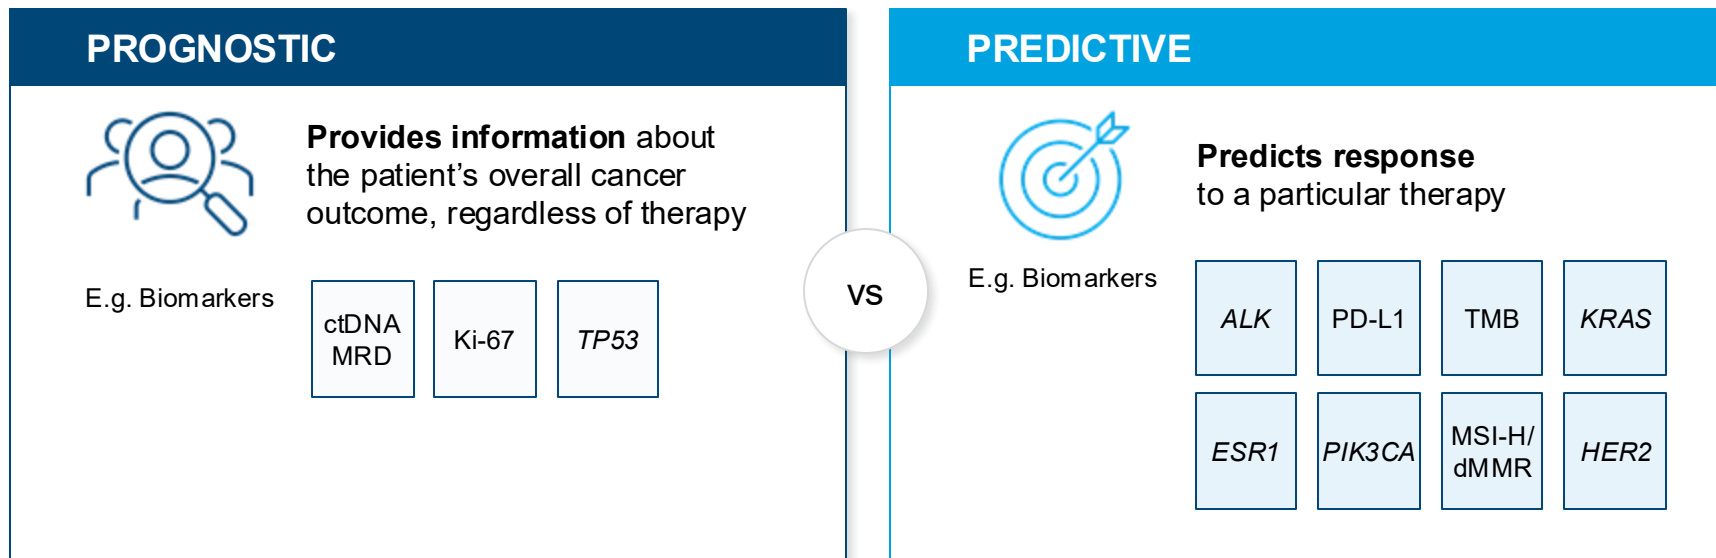 PROGNOSTIC
Provides information about
the patient’s overall cancer
outcome, regardless of therapy
E.g. Biomarkers
ctDNA
MRD
Ki-67
TP53
vs
PREDICTIVE
Predicts response
to a particular therapy
E.g. Biomarkers
ALK
PD-L1
TMB
KRAS
ESR1
PIK3CA
MSI-H/
dMMR
HER2